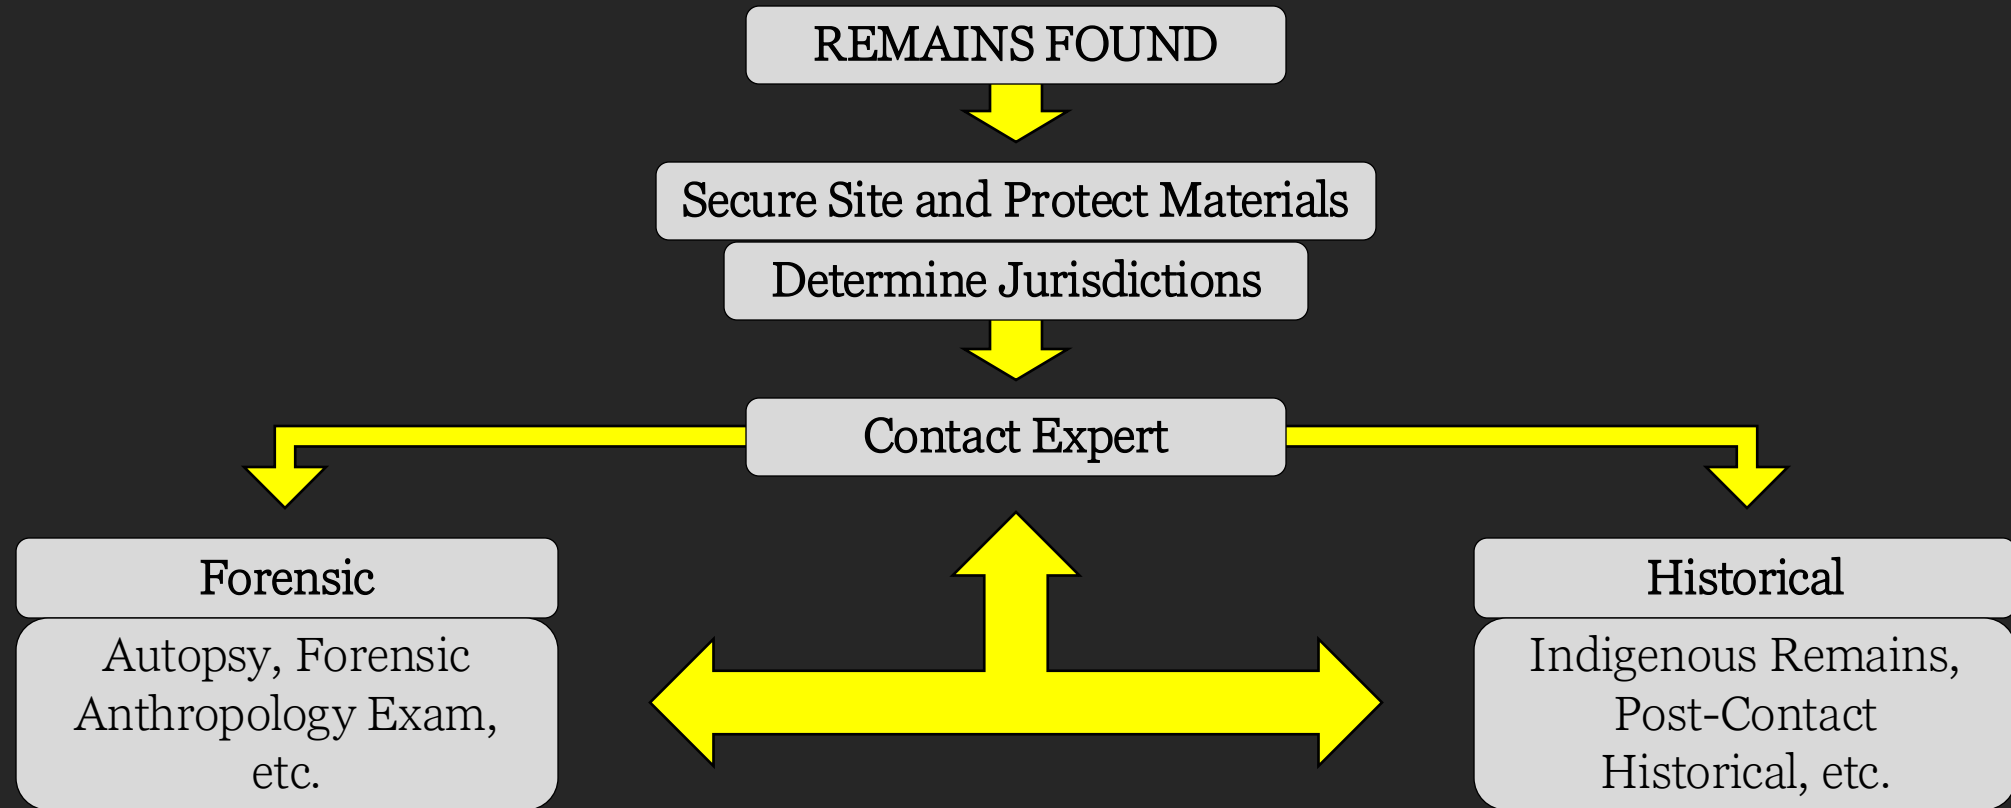 REMAINS FOUND
Secure Site and Protect Materials
Determine Jurisdictions
Contact Expert
Forensic
Autopsy, Forensic
Anthropology Exam,
etc.
Historical
Indigenous Remains,
Post-Contact
Historical, etc.